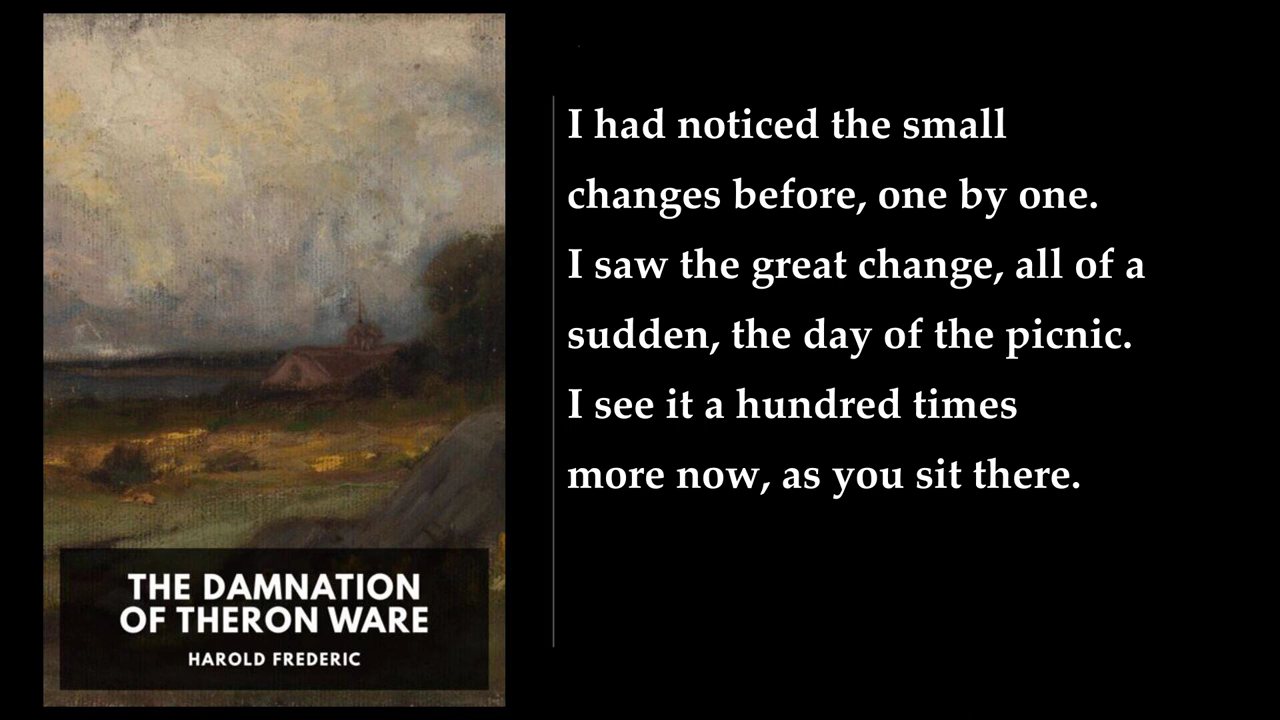 THE DAMNATION
OF THERON WARE
HAROLD FREDERIC
I had noticed the small
changes before, one by one.
I saw the great change, all of a
sudden, the day of the picnic.
I see it a hundred times
more now, as you sit there.